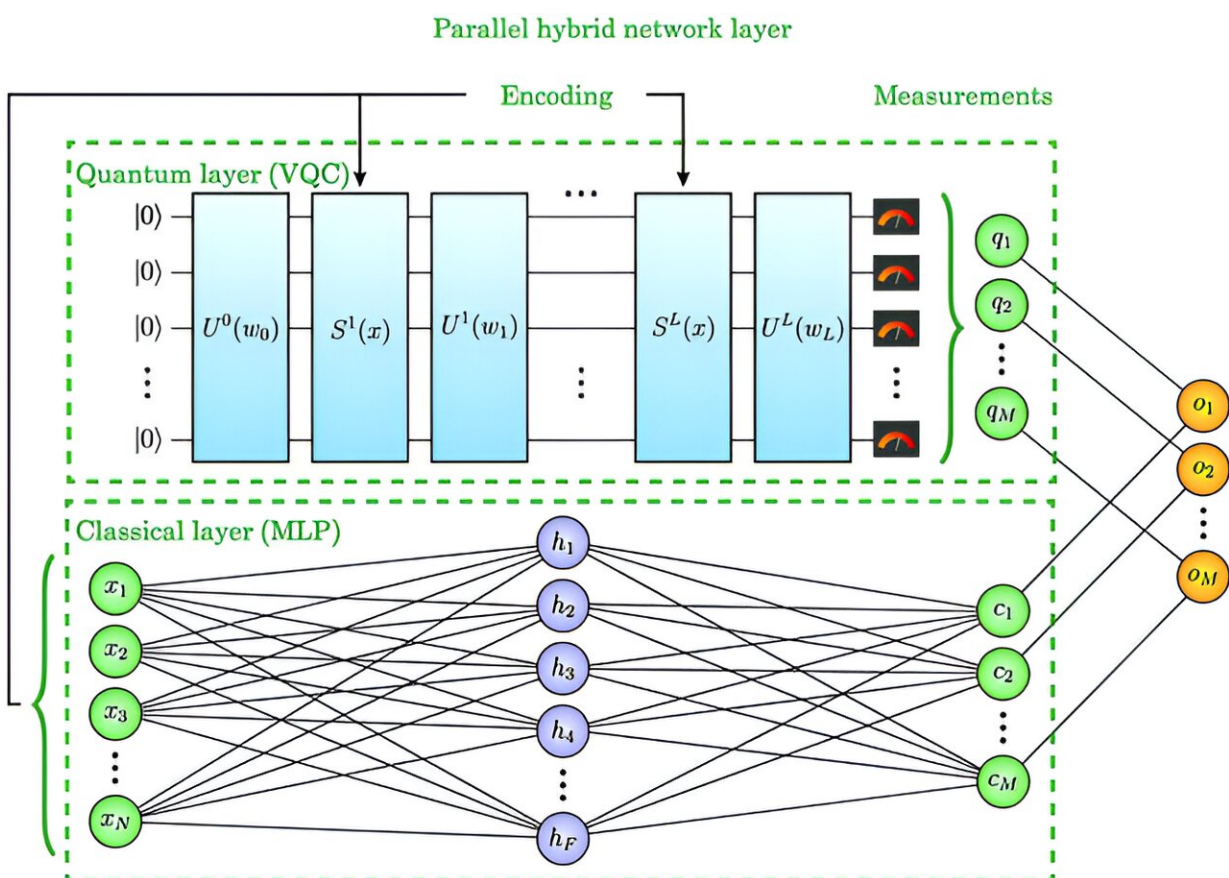 Parallel hybrid network layer
Encoding
Measurements
Quantum layer (VQC)
...
|0⟩
|0⟩
|0⟩
⋮
|0⟩
U⁰(w₀)
S¹(x)
U¹(w₁)
...
Sᴸ(x)
Uᴸ(w_L)
⋮
q₁
q₂
⋮
q_M
o₁
o₂
⋮
o_M
Classical layer (MLP)
x₁
x₂
x₃
⋮
x_N
h₁
h₂
h₃
h₄
⋮
h_F
c₁
c₂
⋮
c_M